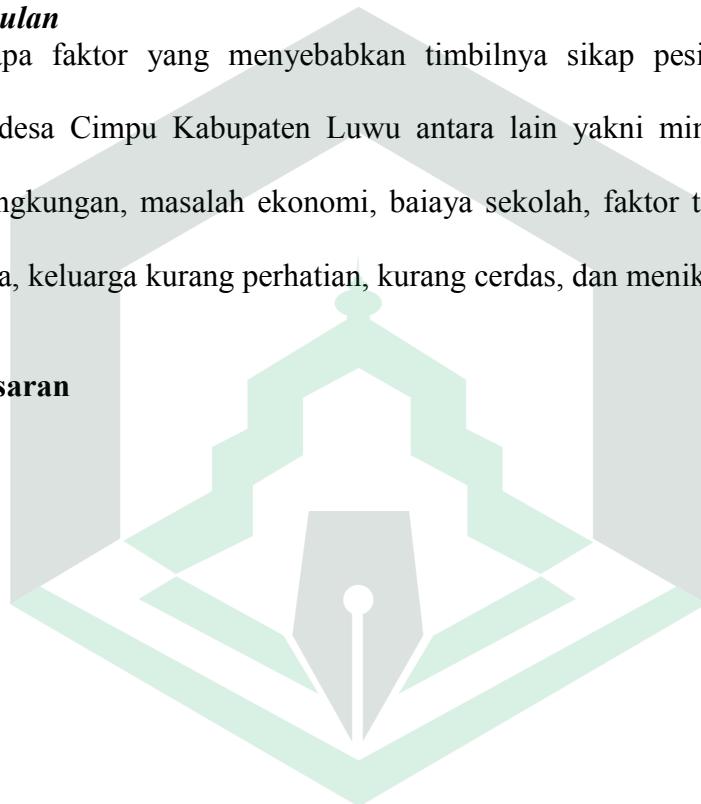 ulan
apa faktor yang menyebabkan timbilnya sikap pesi
desa Cimpu Kabupaten Luwu antara lain yakni min
ngkungan, masalah ekonomi, baiaya sekolah, faktor t
a, keluarga kurang perhatian, kurang cerdas, dan menik
saran